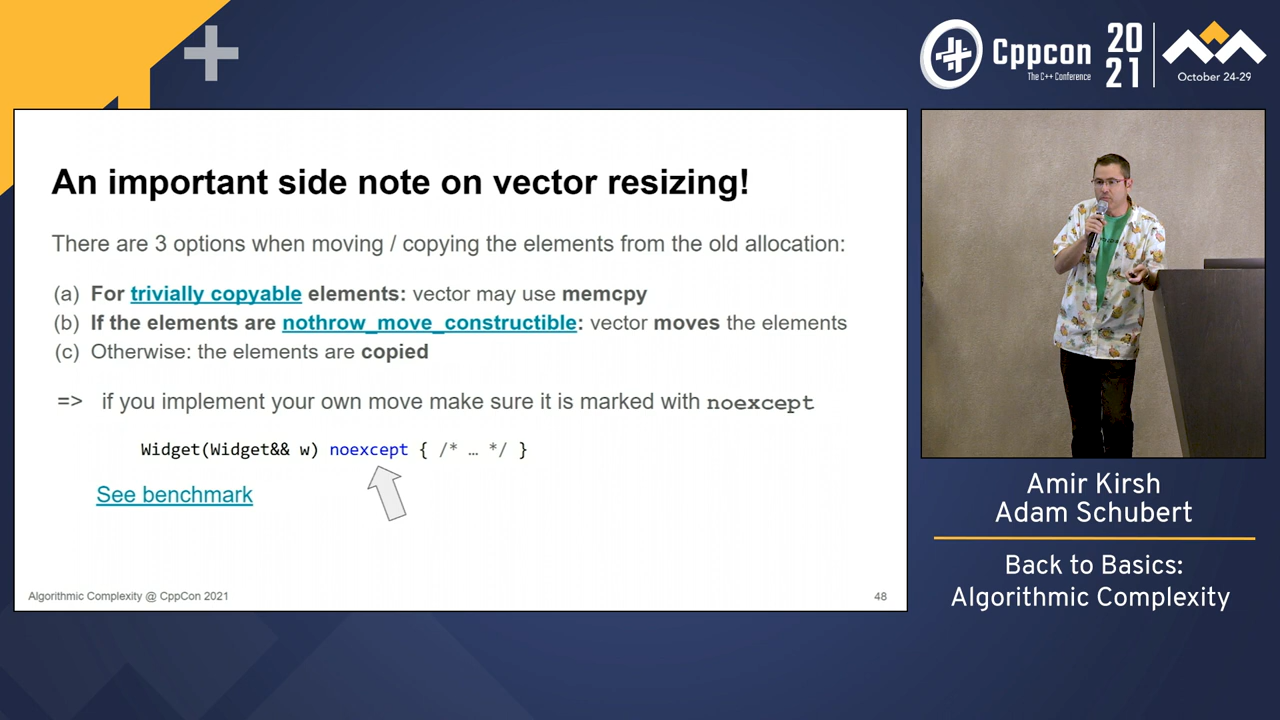 Cppcon
The C++ Conference
20
21
October 24-29
An important side note on vector resizing!
There are 3 options when moving / copying the elements from the old allocation:
(a) For trivially copyable elements: vector may use memcpy
(b) If the elements are nothrow_move_constructible: vector moves the elements
(c) Otherwise: the elements are copied
=> if you implement your own move make sure it is marked with noexcept
Widget(Widget&& w) noexcept { /* … */ }
See benchmark
Algorithmic Complexity @ CppCon 2021
48
Amir Kirsh
Adam Schubert
Back to Basics:
Algorithmic Complexity